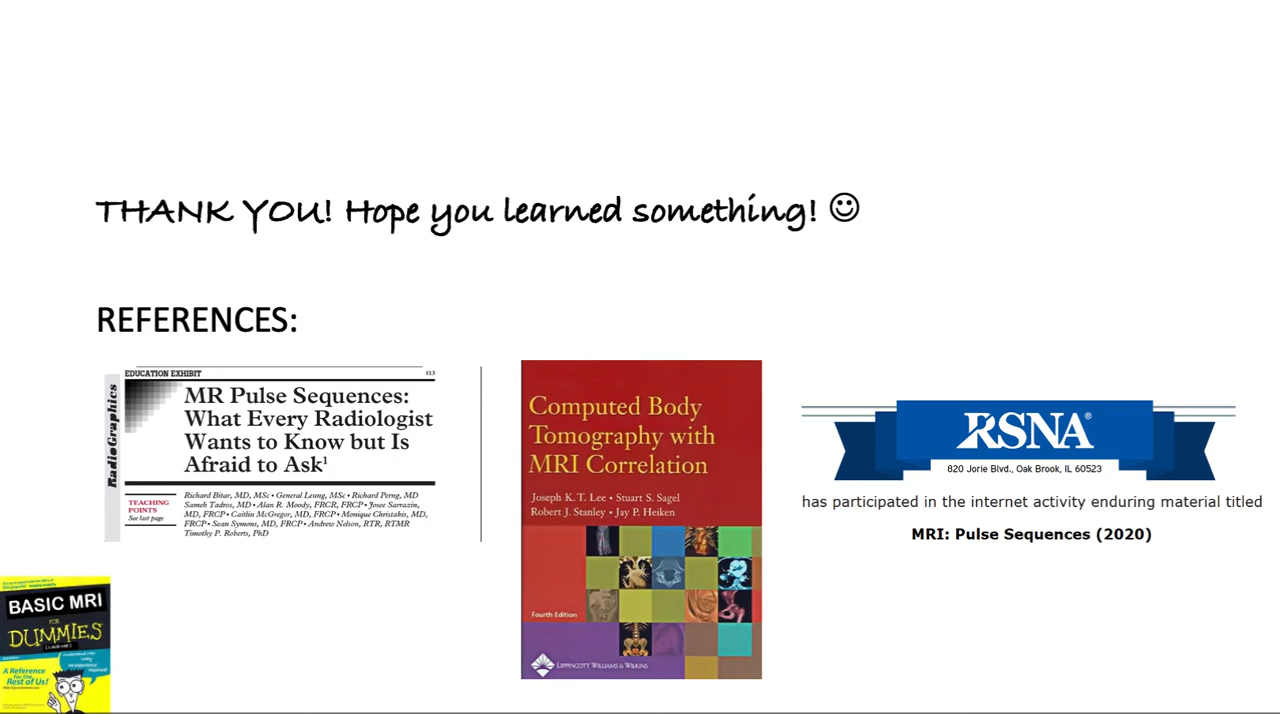 THANK YOU! Hope you learned something! ☺
REFERENCES:
EDUCATION EXHIBIT
S13
RadioGraphics
MR Pulse Sequences:
What Every Radiologist
Wants to Know but Is
Afraid to Ask¹
TEACHING
POINTS
See last page
Richard Bitar, MD, MSc • General Leung, MSc • Richard Perng, MD
Sameh Tadros, MD • Alan R. Moody, FRCR, FRCP • Josee Sarrazin,
MD, FRCP • Caitlin McGregor, MD, FRCP • Monique Christakis, MD,
FRCP • Sean Symons, MD, FRCP • Andrew Nelson, RTR, RTMR
Timothy P. Roberts, PhD
Computed Body
Tomography with
MRI Correlation
Joseph K.T. Lee • Stuart S. Sagel
Robert J. Stanley • Jay P. Heiken
Fourth Edition
LIPPINCOTT WILLIAMS & WILKINS
RSNA®
820 Jorie Blvd., Oak Brook, IL 60523
has participated in the internet activity enduring material titled
MRI: Pulse Sequences (2020)
BASIC MRI
FOR
DUMMIES
A Reference
for the
Rest of Us!